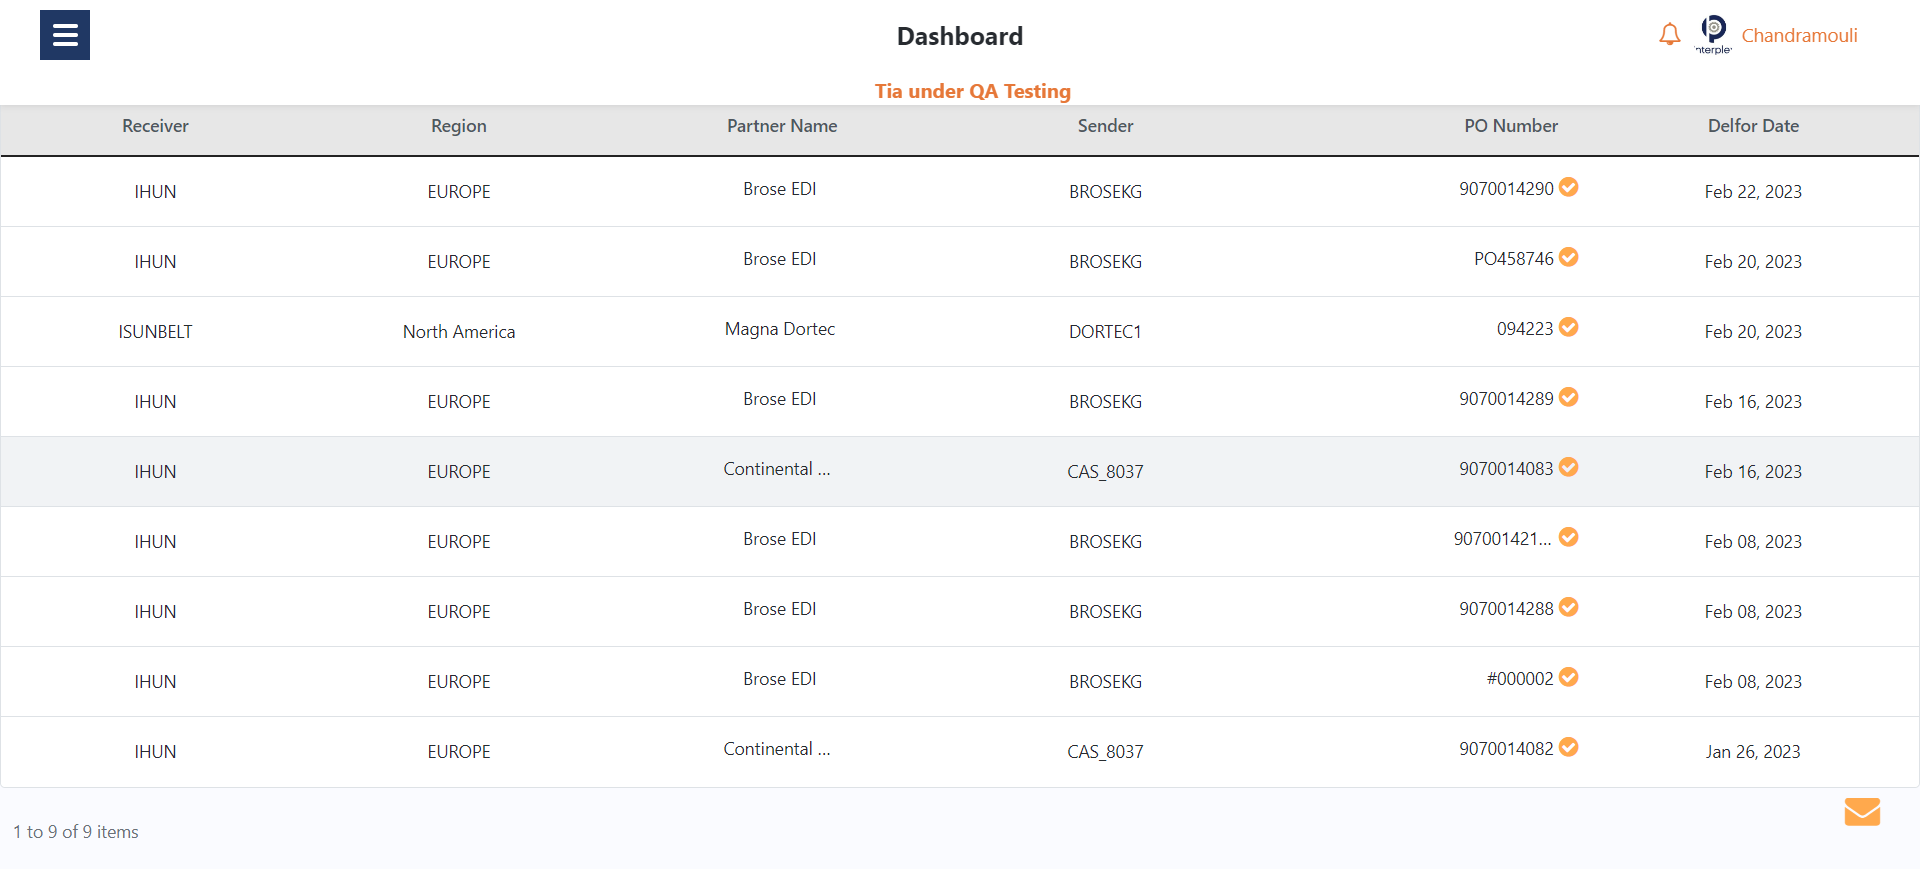 Dashboard
Chandramouli
Tia under QA Testing
Receiver Region Partner Name Sender PO Number Delfor Date
IHUN EUROPE Brose EDI BROSEKG 9070014290 Feb 22, 2023
IHUN EUROPE Brose EDI BROSEKG PO458746 Feb 20, 2023
ISUNBELT North America Magna Dortec DORTEC1 094223 Feb 20, 2023
IHUN EUROPE Brose EDI BROSEKG 9070014289 Feb 16, 2023
IHUN EUROPE Continental ... CAS_8037 9070014083 Feb 16, 2023
IHUN EUROPE Brose EDI BROSEKG 907001421... Feb 08, 2023
IHUN EUROPE Brose EDI BROSEKG 9070014288 Feb 08, 2023
IHUN EUROPE Brose EDI BROSEKG #000002 Feb 08, 2023
IHUN EUROPE Continental ... CAS_8037 9070014082 Jan 26, 2023
1 to 9 of 9 items